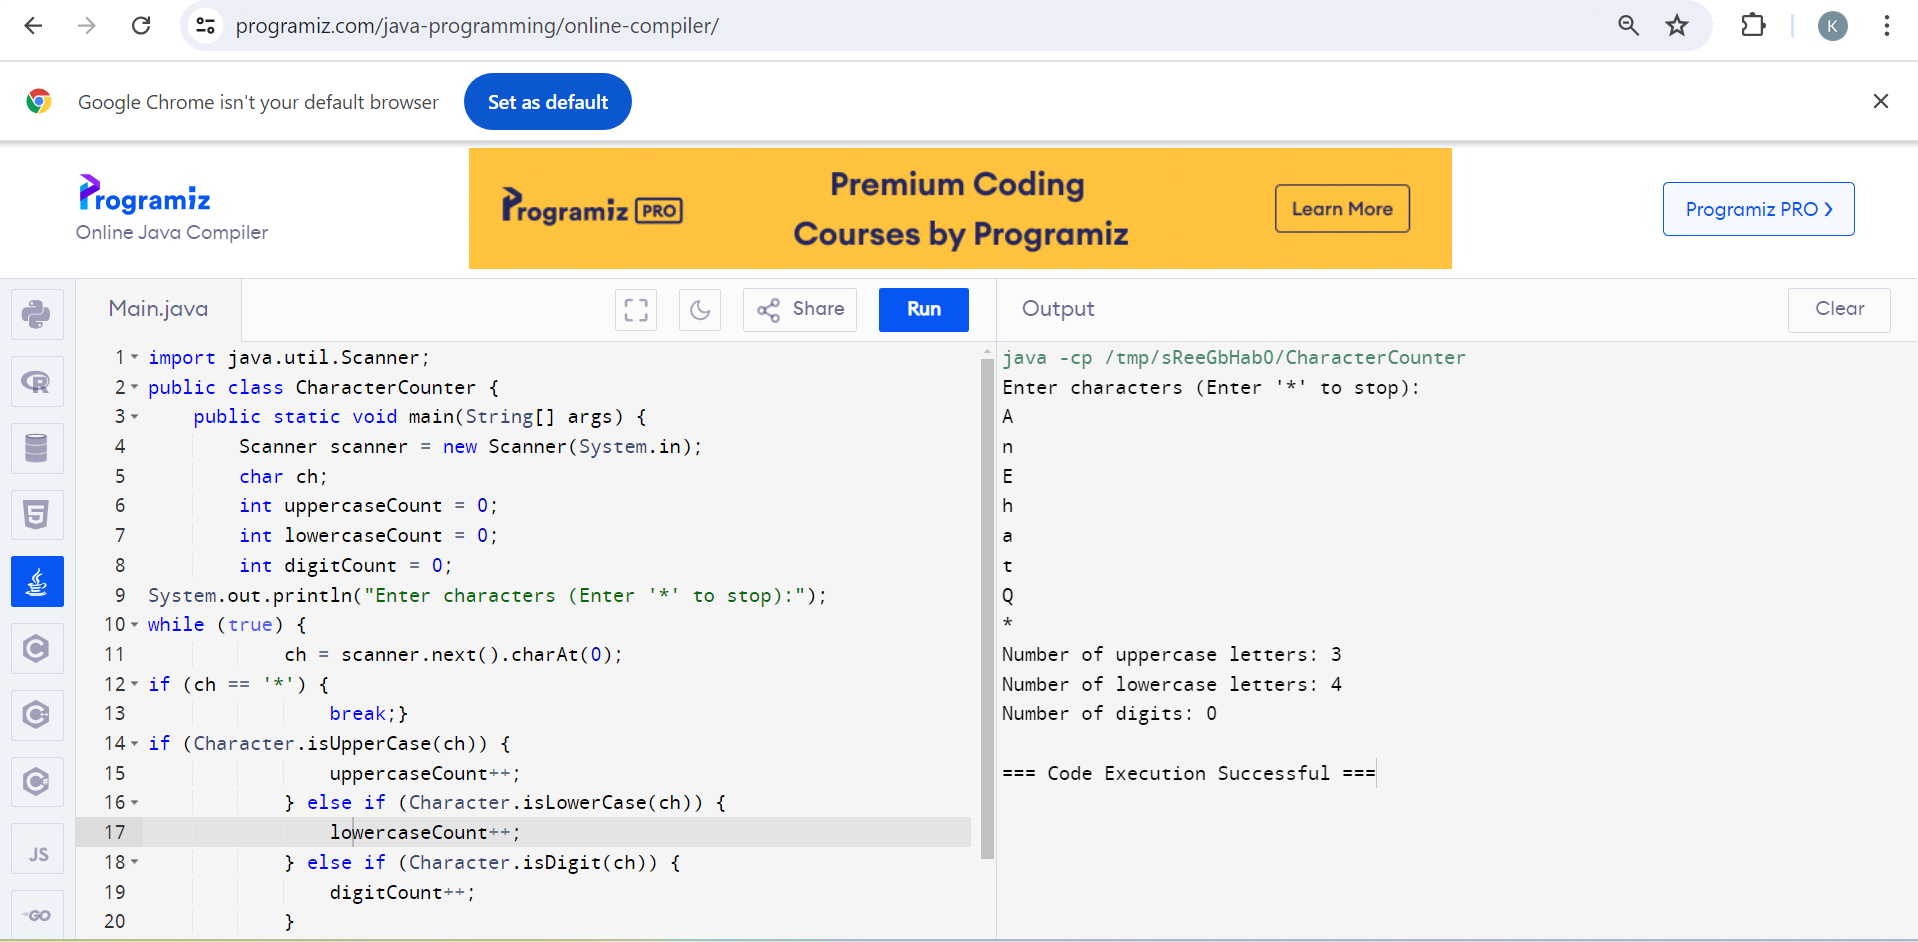 programiz.com/java-programming/online-compiler/
K
Google Chrome isn't your default browser
Set as default
Programiz
Online Java Compiler
Programiz PRO
Premium Coding
Courses by Programiz
Learn More
Programiz PRO ❯
Main.java
Share
Run
Output
Clear
1 import java.util.Scanner;
2 public class CharacterCounter {
3     public static void main(String[] args) {
4         Scanner scanner = new Scanner(System.in);
5         char ch;
6         int uppercaseCount = 0;
7         int lowercaseCount = 0;
8         int digitCount = 0;
9 System.out.println("Enter characters (Enter '*' to stop):");
10 while (true) {
11             ch = scanner.next().charAt(0);
12 if (ch == '*') {
13                 break;}
14 if (Character.isUpperCase(ch)) {
15                 uppercaseCount++;
16             } else if (Character.isLowerCase(ch)) {
17                 lowercaseCount++;
18             } else if (Character.isDigit(ch)) {
19                 digitCount++;
20             }
R
5
C
C++
C#
JS
GO
java -cp /tmp/sReeGbHabO/CharacterCounter
Enter characters (Enter '*' to stop):
A
n
E
h
a
t
Q
*
Number of uppercase letters: 3
Number of lowercase letters: 4
Number of digits: 0
=== Code Execution Successful ===